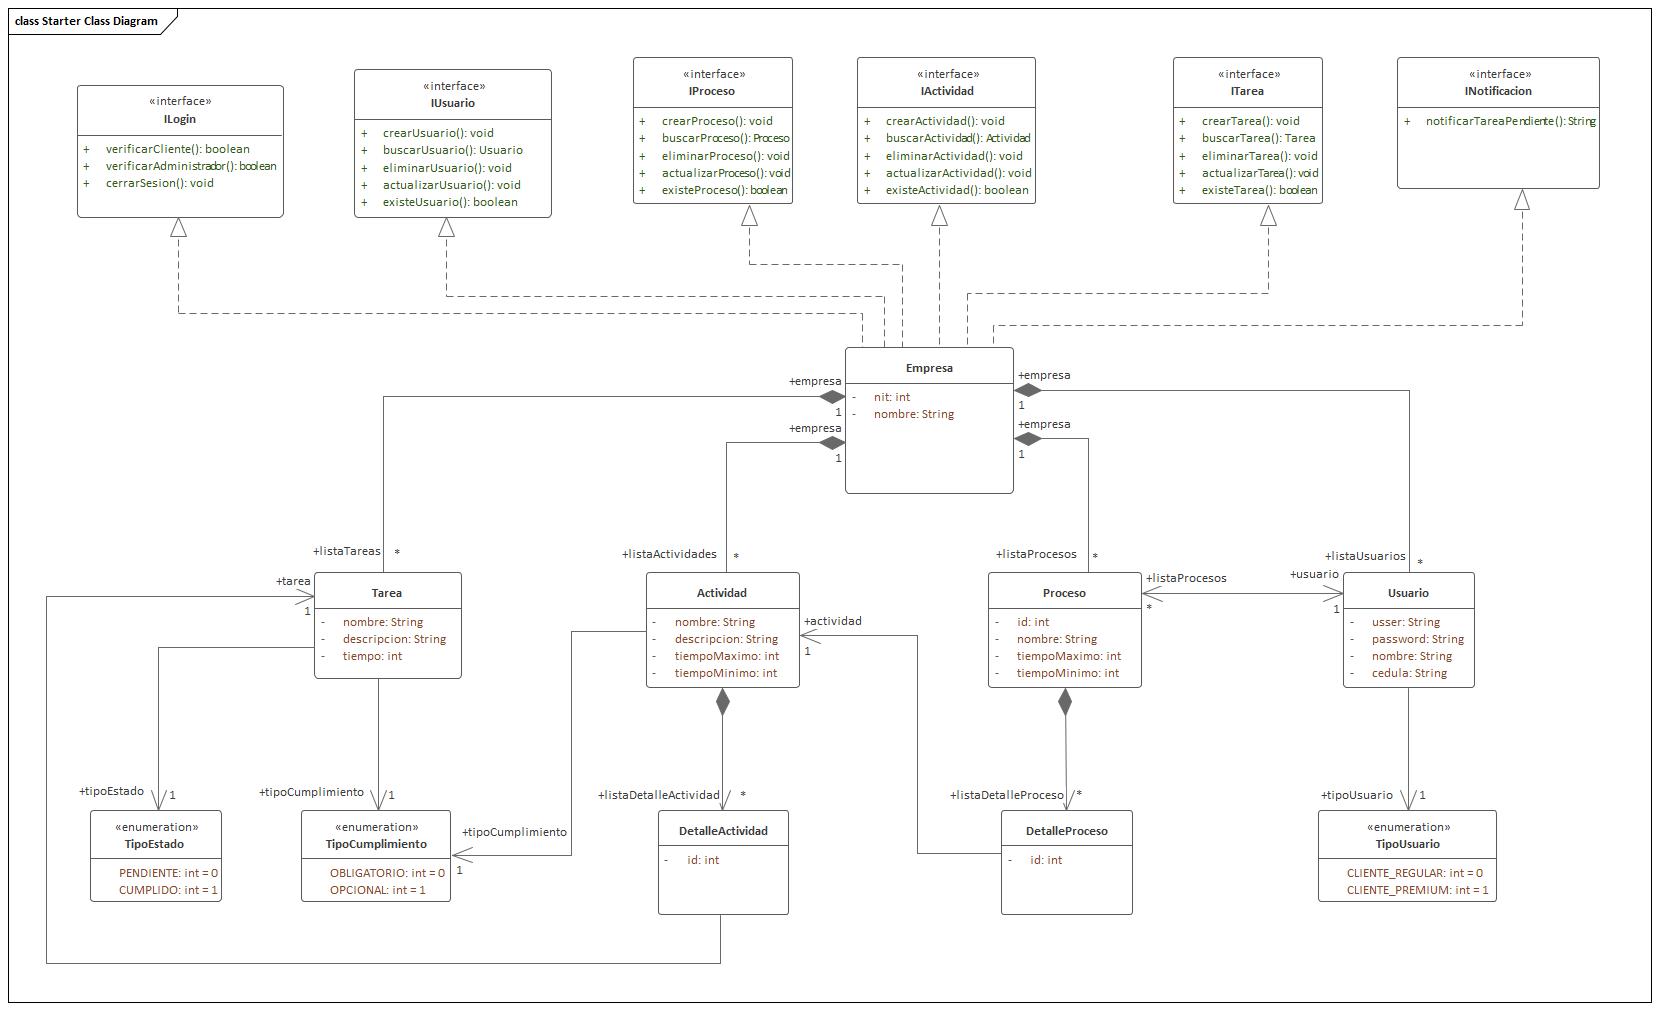 class Starter Class Diagram
«interface»
ILogin
+ verificarCliente(): boolean
+ verificarAdministrador(): boolean
+ cerrarSesion(): void
«interface»
IUsuario
+ crearUsuario(): void
+ buscarUsuario(): Usuario
+ eliminarUsuario(): void
+ actualizarUsuario(): void
+ existeUsuario(): boolean
«interface»
IProceso
+ crearProceso(): void
+ buscarProceso(): Proceso
+ eliminarProceso(): void
+ actualizarProceso(): void
+ existeProceso(): boolean
«interface»
IActividad
+ crearActividad(): void
+ buscarActividad(): Actividad
+ eliminarActividad(): void
+ actualizarActividad(): void
+ existeActividad(): boolean
«interface»
ITarea
+ crearTarea(): void
+ buscarTarea(): Tarea
+ eliminarTarea(): void
+ actualizarTarea(): void
+ existeTarea(): boolean
«interface»
INotificacion
+ notificarTareaPendiente(): String
Empresa
- nit: int
- nombre: String
+empresa
1
+empresa
1
+empresa
1
+empresa
1
+listaTareas *
+listaActividades *
+listaProcesos *
+listaUsuarios *
+tarea
1
Tarea
- nombre: String
- descripcion: String
- tiempo: int
Actividad
- nombre: String
- descripcion: String
- tiempoMaximo: int
- tiempoMinimo: int
+actividad
1
Proceso
- id: int
- nombre: String
- tiempoMaximo: int
- tiempoMinimo: int
+listaProcesos
*
+usuario
1
Usuario
- usser: String
- password: String
- nombre: String
- cedula: String
+tipoEstado 1
+tipoCumplimiento 1
+listaDetalleActividad *
+listaDetalleProceso *
+tipoUsuario 1
«enumeration»
TipoEstado
PENDIENTE: int = 0
CUMPLIDO: int = 1
«enumeration»
TipoCumplimiento
OBLIGATORIO: int = 0
OPCIONAL: int = 1
+tipoCumplimiento
1
DetalleActividad
- id: int
DetalleProceso
- id: int
«enumeration»
TipoUsuario
CLIENTE_REGULAR: int = 0
CLIENTE_PREMIUM: int = 1